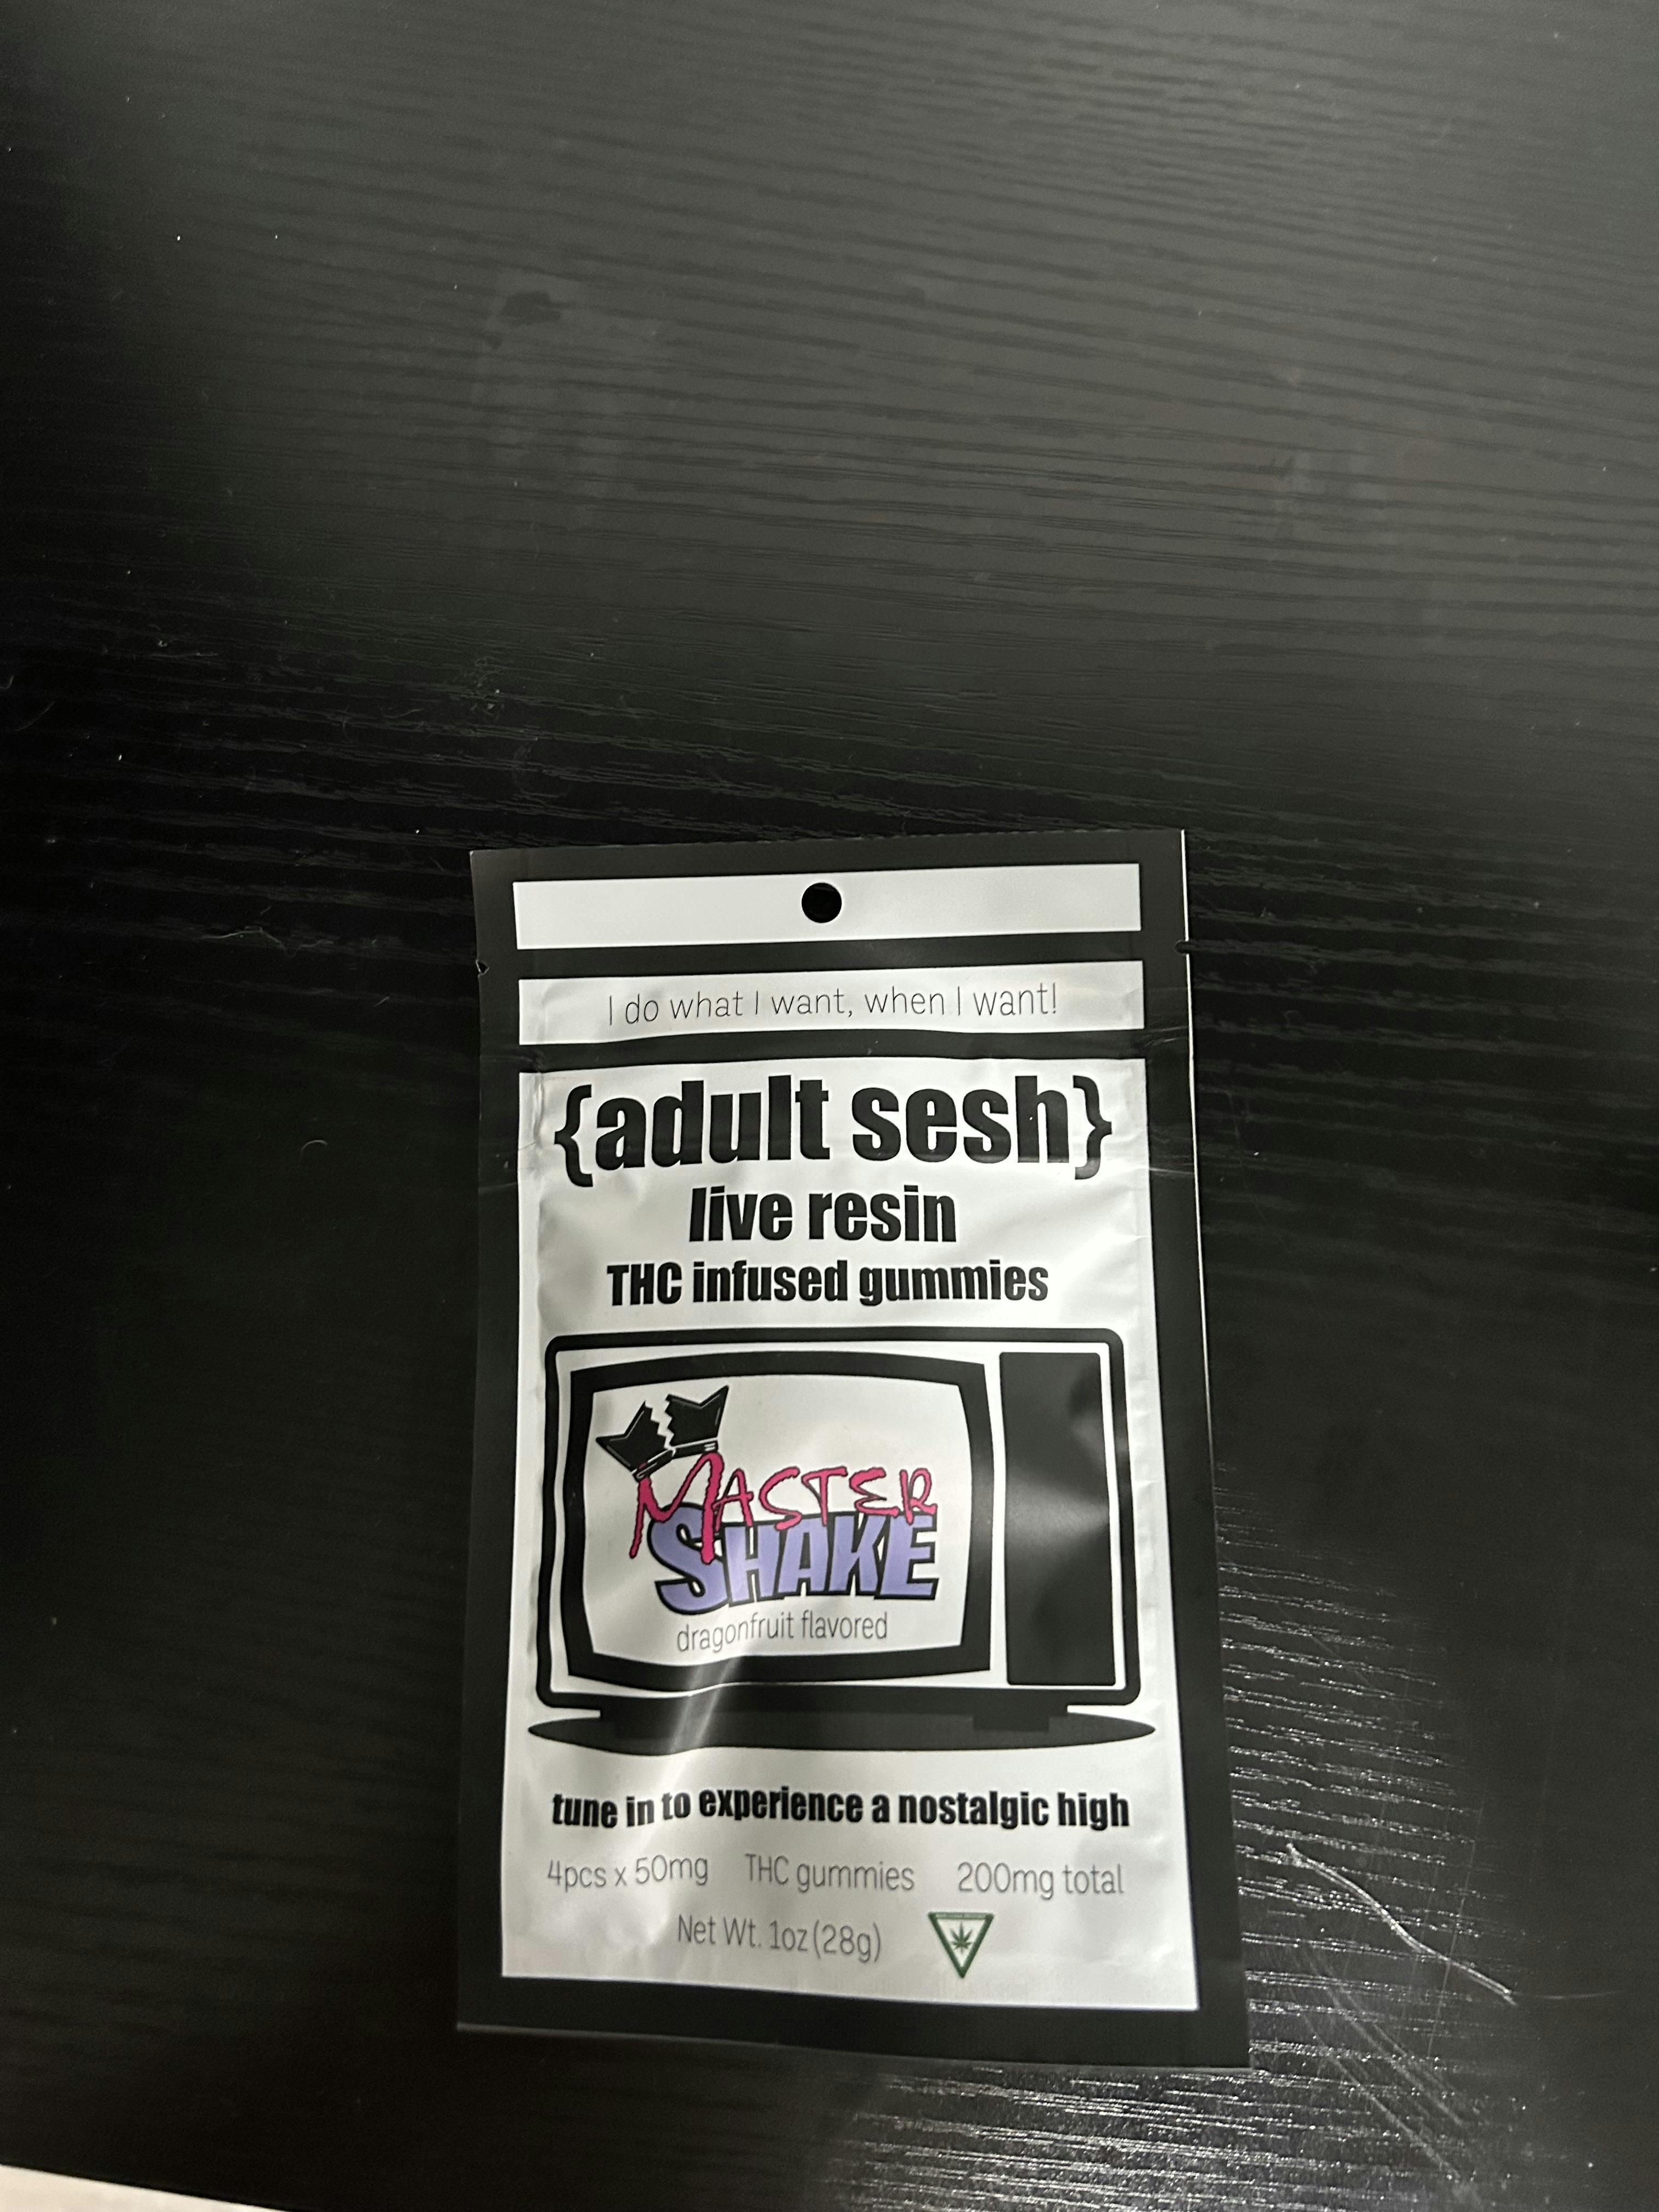 I do what I want, when I want!
{adult sesh}
live resin
THC infused gummies
MASTER
SHAKE
dragonfruit flavored
tune in to experience a nostalgic high
4pcs x 50mg THC gummies 200mg total
Net Wt. 1oz (28g)